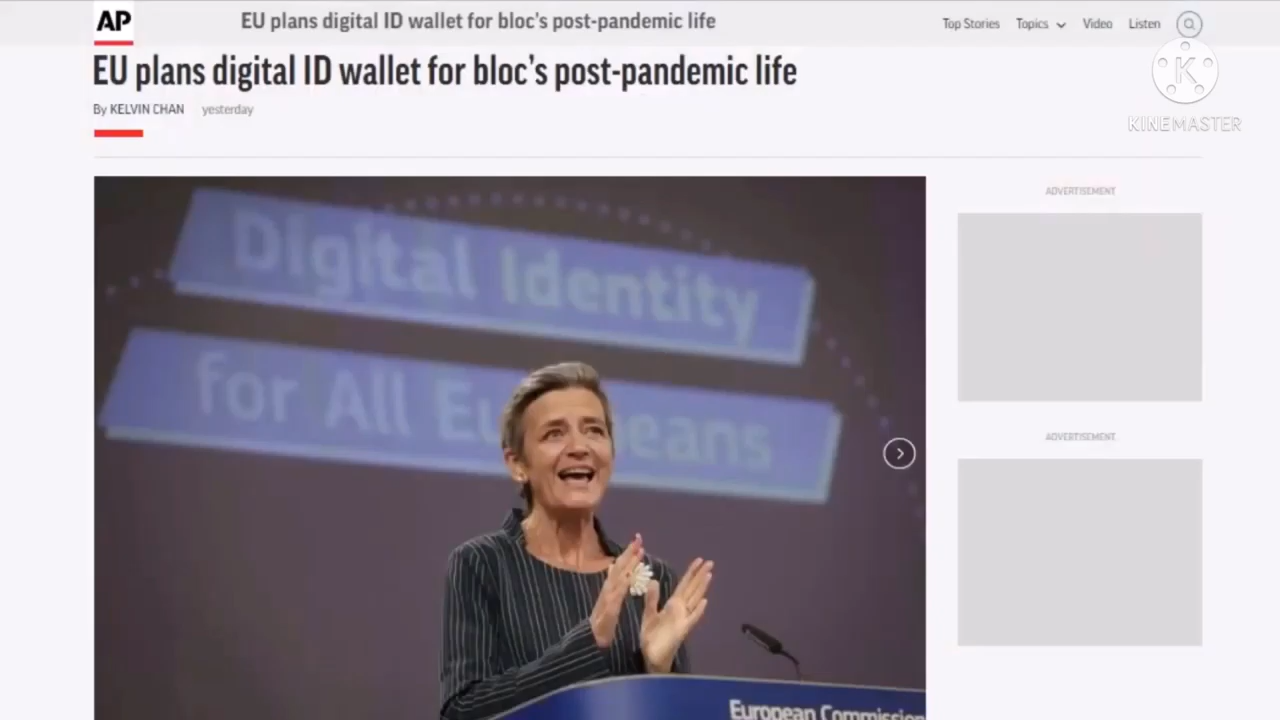 AP
EU plans digital ID wallet for bloc's post-pandemic life
Top Stories Topics Video Listen
EU plans digital ID wallet for bloc's post-pandemic life
K
KINEMASTER
By KELVIN CHAN yesterday
ADVERTISEMENT
Digital Identity
for All
ADVERTISEMENT
European Commission